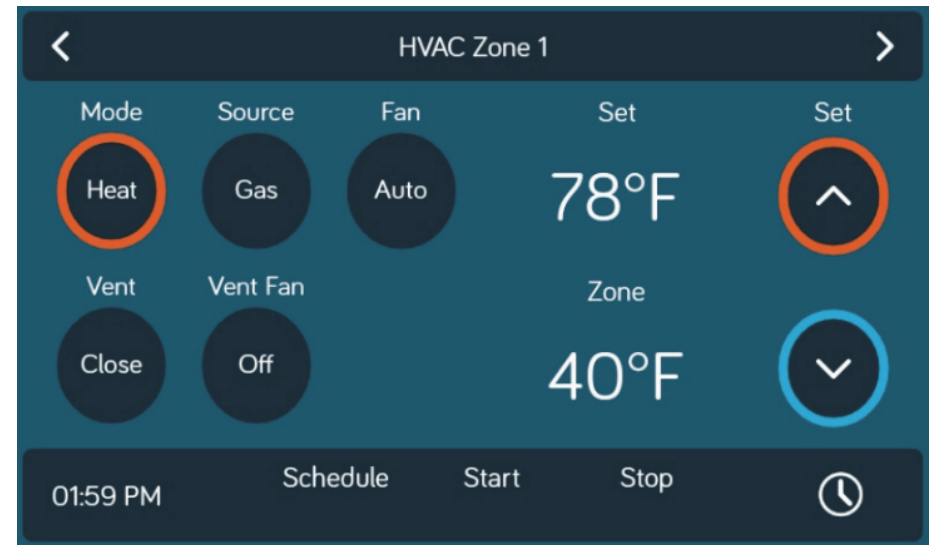 HVAC Zone 1
Mode Source Fan Set Set
Heat Gas Auto 78°F
Vent Vent Fan Zone
Close Off 40°F
01:59 PM Schedule Start Stop